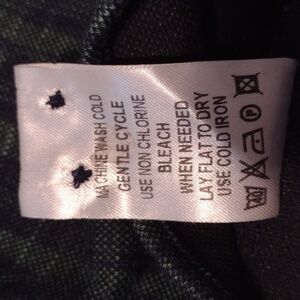 MACHINE WASH COLD
GENTLE CYCLE
USE NON CHLORINE
BLEACH
WHEN NEEDED
LAY FLAT TO DRY
USE COLD IRON